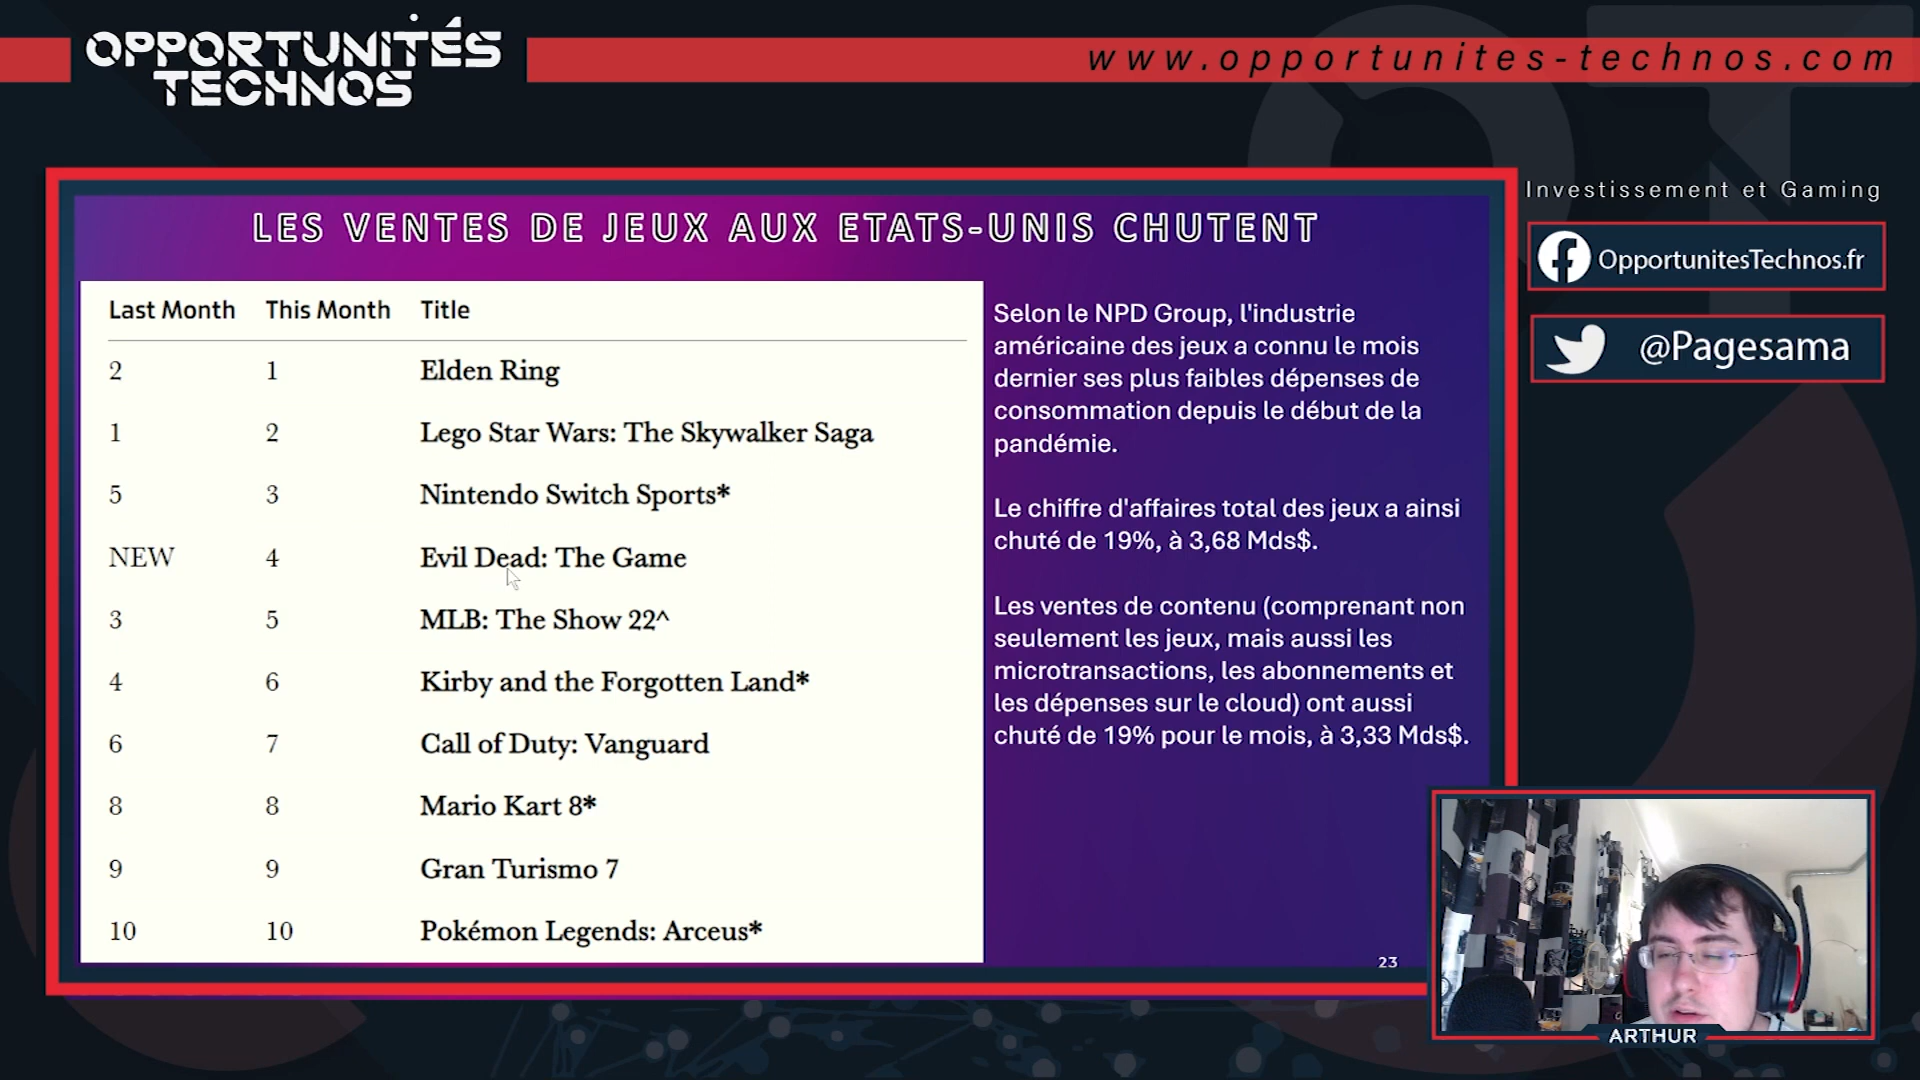 OPPORTUNITÉS
TECHNOS
www.opportunites-technos.com
Investissement et Gaming
OpportunitesTechnos.fr
@Pagesama
LES VENTES DE JEUX AUX ETATS-UNIS CHUTENT
Last Month This Month Title
2 1 Elden Ring
1 2 Lego Star Wars: The Skywalker Saga
5 3 Nintendo Switch Sports*
NEW 4 Evil Dead: The Game
3 5 MLB: The Show 22^
4 6 Kirby and the Forgotten Land*
6 7 Call of Duty: Vanguard
8 8 Mario Kart 8*
9 9 Gran Turismo 7
10 10 Pokémon Legends: Arceus*
Selon le NPD Group, l'industrie
américaine des jeux a connu le mois
dernier ses plus faibles dépenses de
consommation depuis le début de la
pandémie.
Le chiffre d'affaires total des jeux a ainsi
chuté de 19%, à 3,68 Mds$.
Les ventes de contenu (comprenant non
seulement les jeux, mais aussi les
microtransactions, les abonnements et
les dépenses sur le cloud) ont aussi
chuté de 19% pour le mois, à 3,33 Mds$.
23
ARTHUR